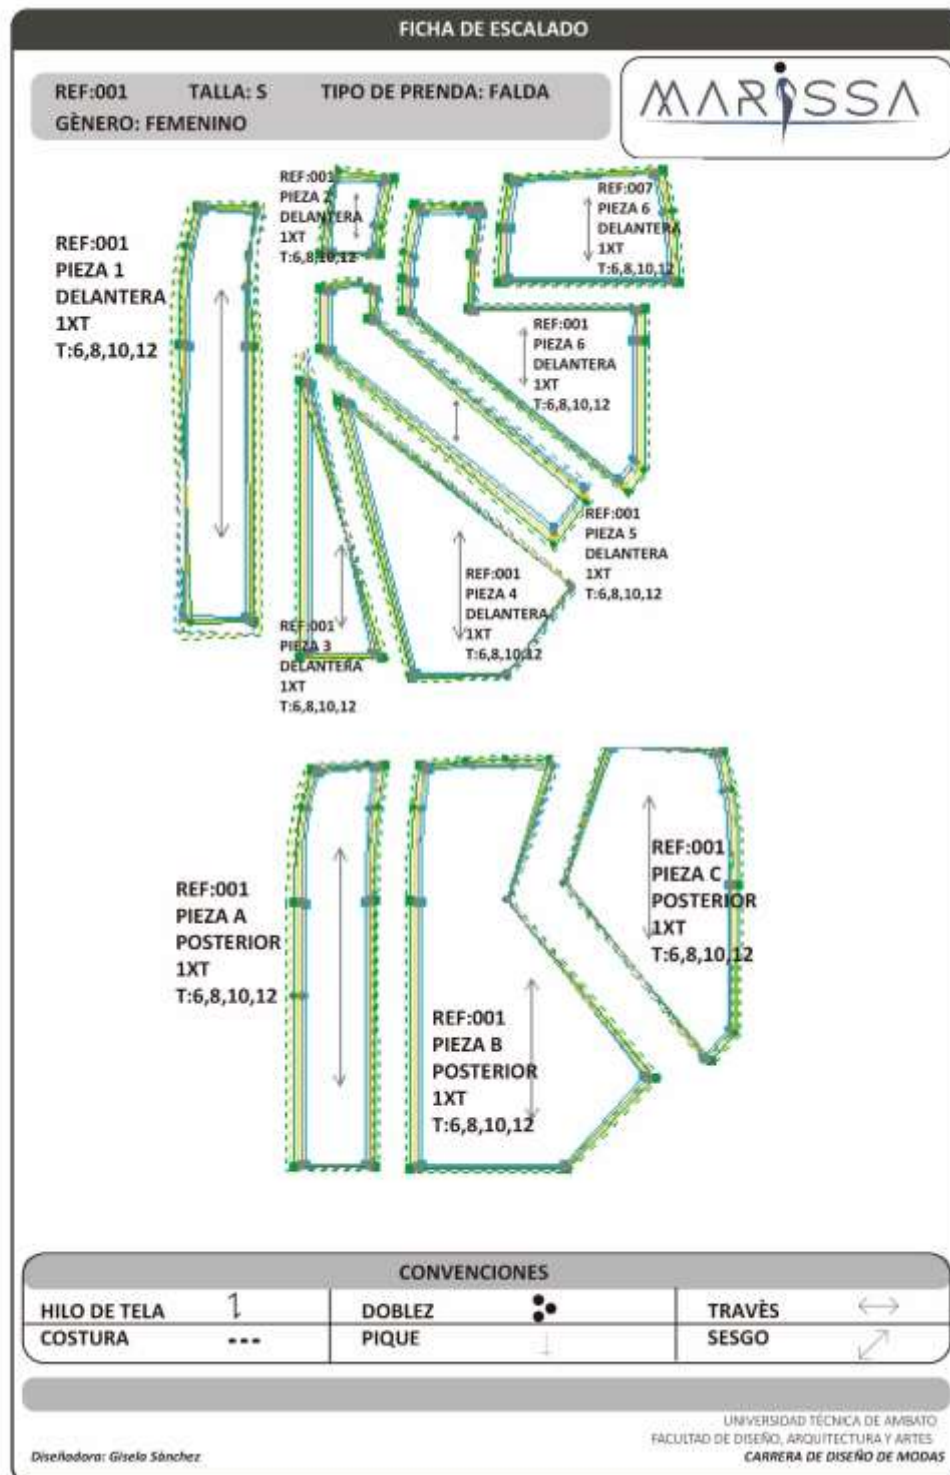 FICHA DE ESCALADO
REF:001 TALLA: S TIPO DE PRENDA: FALDA
GÈNERO: FEMENINO
MARISSA
REF:001
PIEZA 1
DELANTERA
1XT
T:6,8,10,12
REF:001
PIEZA 2
DELANTERA
1XT
T:6,8,10,12
REF:007
PIEZA 6
DELANTERA
1XT
T:6,8,10,12
REF:001
PIEZA 6
DELANTERA
1XT
T:6,8,10,12
REF:001
PIEZA 5
DELANTERA
1XT
T:6,8,10,12
REF:001
PIEZA 4
DELANTERA
1XT
T:6,8,10,12
REF:001
PIEZA 3
DELANTERA
1XT
T:6,8,10,12
REF:001
PIEZA A
POSTERIOR
1XT
T:6,8,10,12
REF:001
PIEZA B
POSTERIOR
1XT
T:6,8,10,12
REF:001
PIEZA C
POSTERIOR
1XT
T:6,8,10,12
CONVENCIONES
HILO DE TELA DOBLEZ TRAVÈS
COSTURA PIQUE SESGO
UNIVERSIDAD TÉCNICA DE AMBATO
FACULTAD DE DISEÑO, ARQUITECTURA Y ARTES
Diseñadora: Gisela Sánchez CARRERA DE DISEÑO DE MODAS